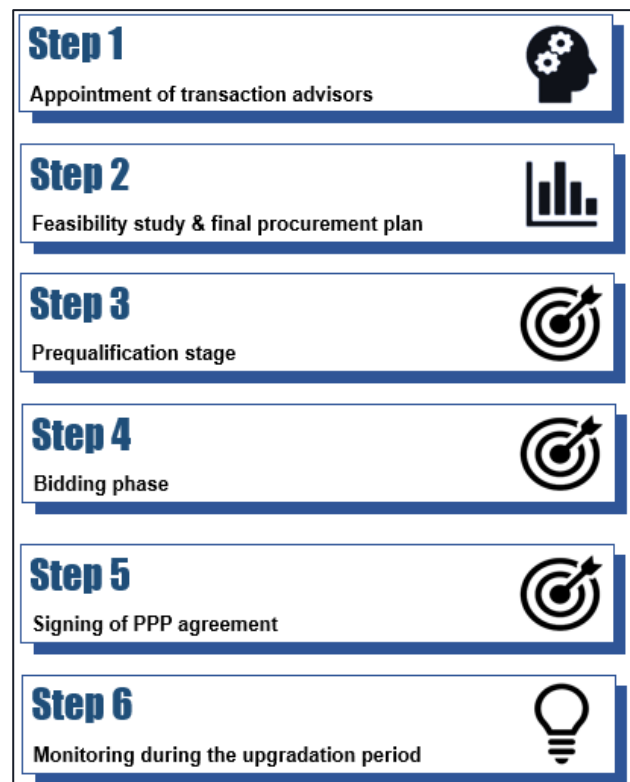 Step 1
Appointment of transaction advisors
Step 2
Feasibility study & final procurement plan
Step 3
Prequalification stage
Step 4
Bidding phase
Step 5
Signing of PPP agreement
Step 6
Monitoring during the upgradation period